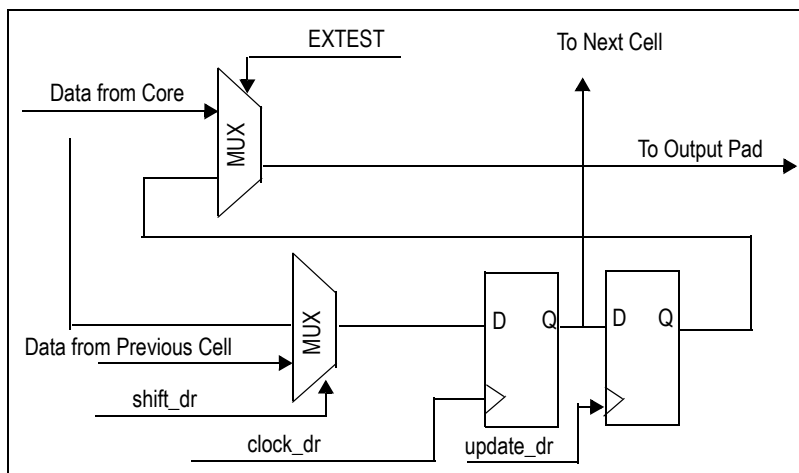 EXTEST
To Next Cell
Data from Core
MUX
To Output Pad
MUX
D Q
D Q
Data from Previous Cell
shift_dr
clock_dr
update_dr